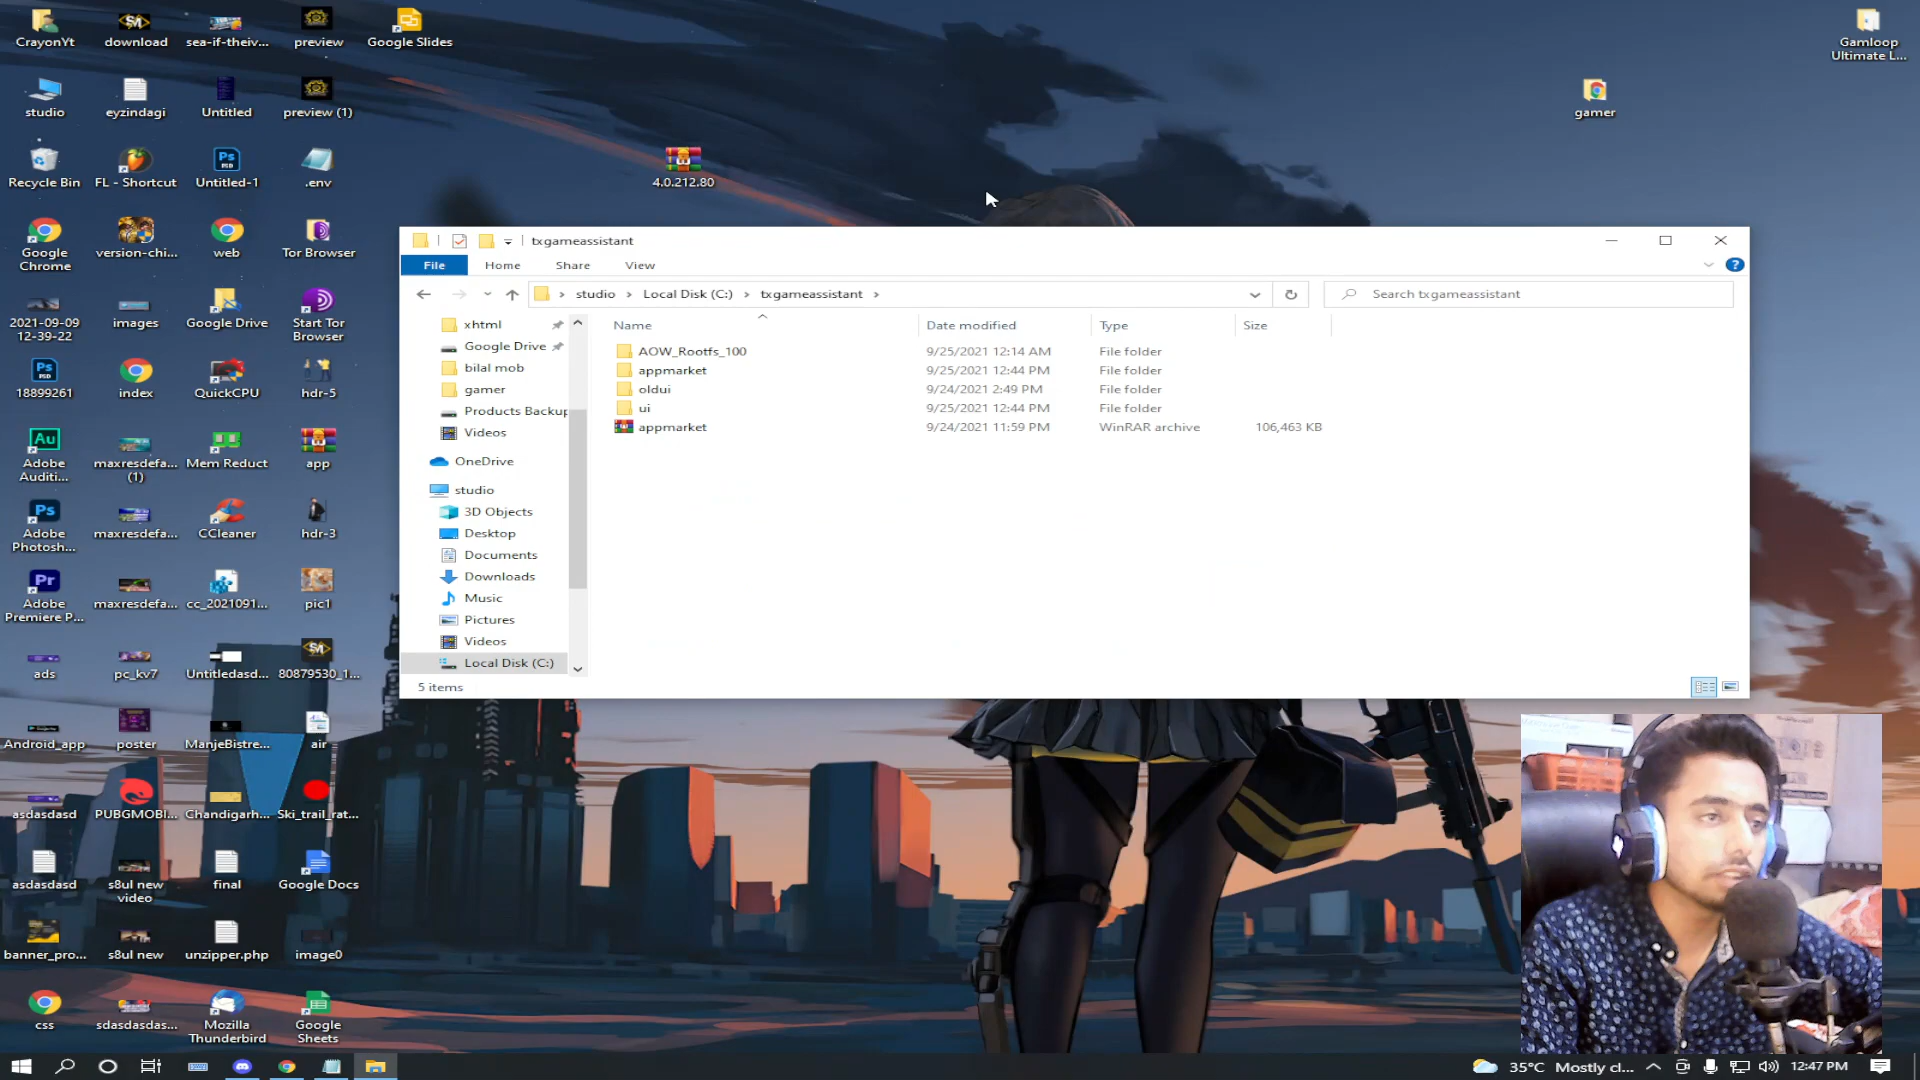 CrayonYt
download
sea-if-theiv...
preview
Google Slides
Gamloop
Ultimate L...
studio
eyzindagi
Untitled
preview (1)
gamer
Recycle Bin
FL - Shortcut
Untitled-1
.env
4.0.212.80
Google
Chrome
version-chi...
web
Tor Browser
2021-09-09
12-39-22
images
Google Drive
Start Tor
Browser
18899261
index
QuickCPU
hdr-5
Adobe
Auditi...
maxresdefa...
(1)
Mem Reduct
app
Adobe
Photosh...
maxresdefa...
CCleaner
hdr-3
Adobe
Premiere P...
maxresdefa...
cc_2021091...
pic1
ads
pc_kv7
Untitledasd...
80879530_1...
Android_app
poster
ManjeBistre...
air
asdasdasd
PUBGMOBI...
Chandigarh...
Ski_trail_rat...
asdasdasd
s8ul new
video
final
Google Docs
banner_pro...
s8ul new
unzipper.php
image0
css
sdasdasdas...
Mozilla
Thunderbird
Google
Sheets
txgameassistant
File
Home
Share
View
studio
Local Disk (C:)
txgameassistant
Search txgameassistant
xhtml
Google Drive
bilal mob
gamer
Products Backup
Videos
OneDrive
studio
3D Objects
Desktop
Documents
Downloads
Music
Pictures
Videos
Local Disk (C:)
Name Date modified Type Size
AOW_Rootfs_100 9/25/2021 12:14 AM File folder
appmarket 9/25/2021 12:44 PM File folder
oldui 9/24/2021 2:49 PM File folder
ui 9/25/2021 12:44 PM File folder
appmarket 9/24/2021 11:59 PM WinRAR archive 106,463 KB
5 items
35°C Mostly cl...
12:47 PM